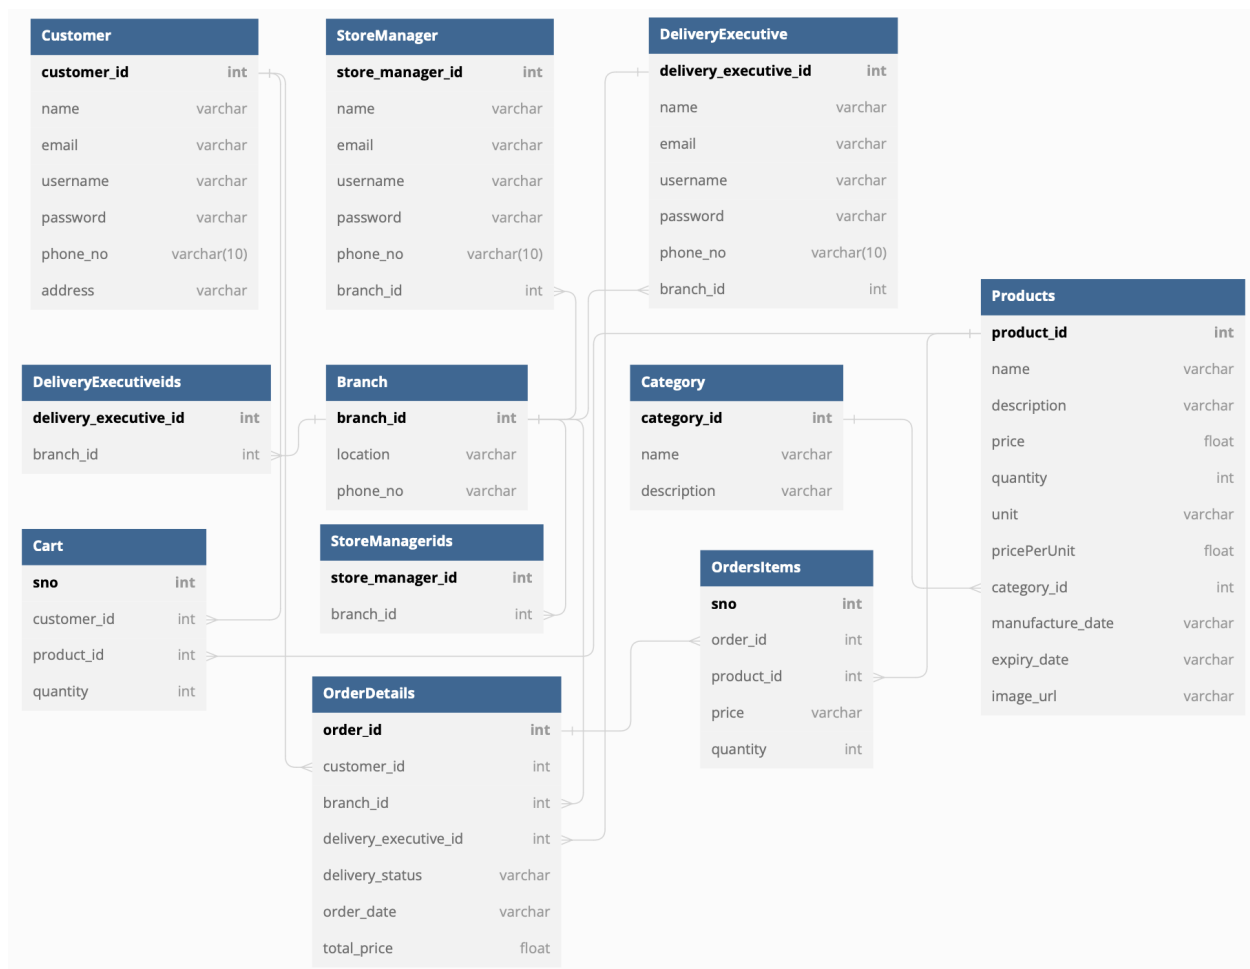 Customer
customer_id int
name varchar
email varchar
username varchar
password varchar
phone_no varchar(10)
address varchar
StoreManager
store_manager_id int
name varchar
email varchar
username varchar
password varchar
phone_no varchar(10)
branch_id int
DeliveryExecutive
delivery_executive_id int
name varchar
email varchar
username varchar
password varchar
phone_no varchar(10)
branch_id int
Products
product_id int
name varchar
description varchar
price float
quantity int
unit varchar
pricePerUnit float
category_id int
manufacture_date varchar
expiry_date varchar
image_url varchar
DeliveryExecutiveids
delivery_executive_id int
branch_id int
Branch
branch_id int
location varchar
phone_no varchar
Category
category_id int
name varchar
description varchar
Cart
sno int
customer_id int
product_id int
quantity int
StoreManagerids
store_manager_id int
branch_id int
OrdersItems
sno int
order_id int
product_id int
price varchar
quantity int
OrderDetails
order_id int
customer_id int
branch_id int
delivery_executive_id int
delivery_status varchar
order_date varchar
total_price float